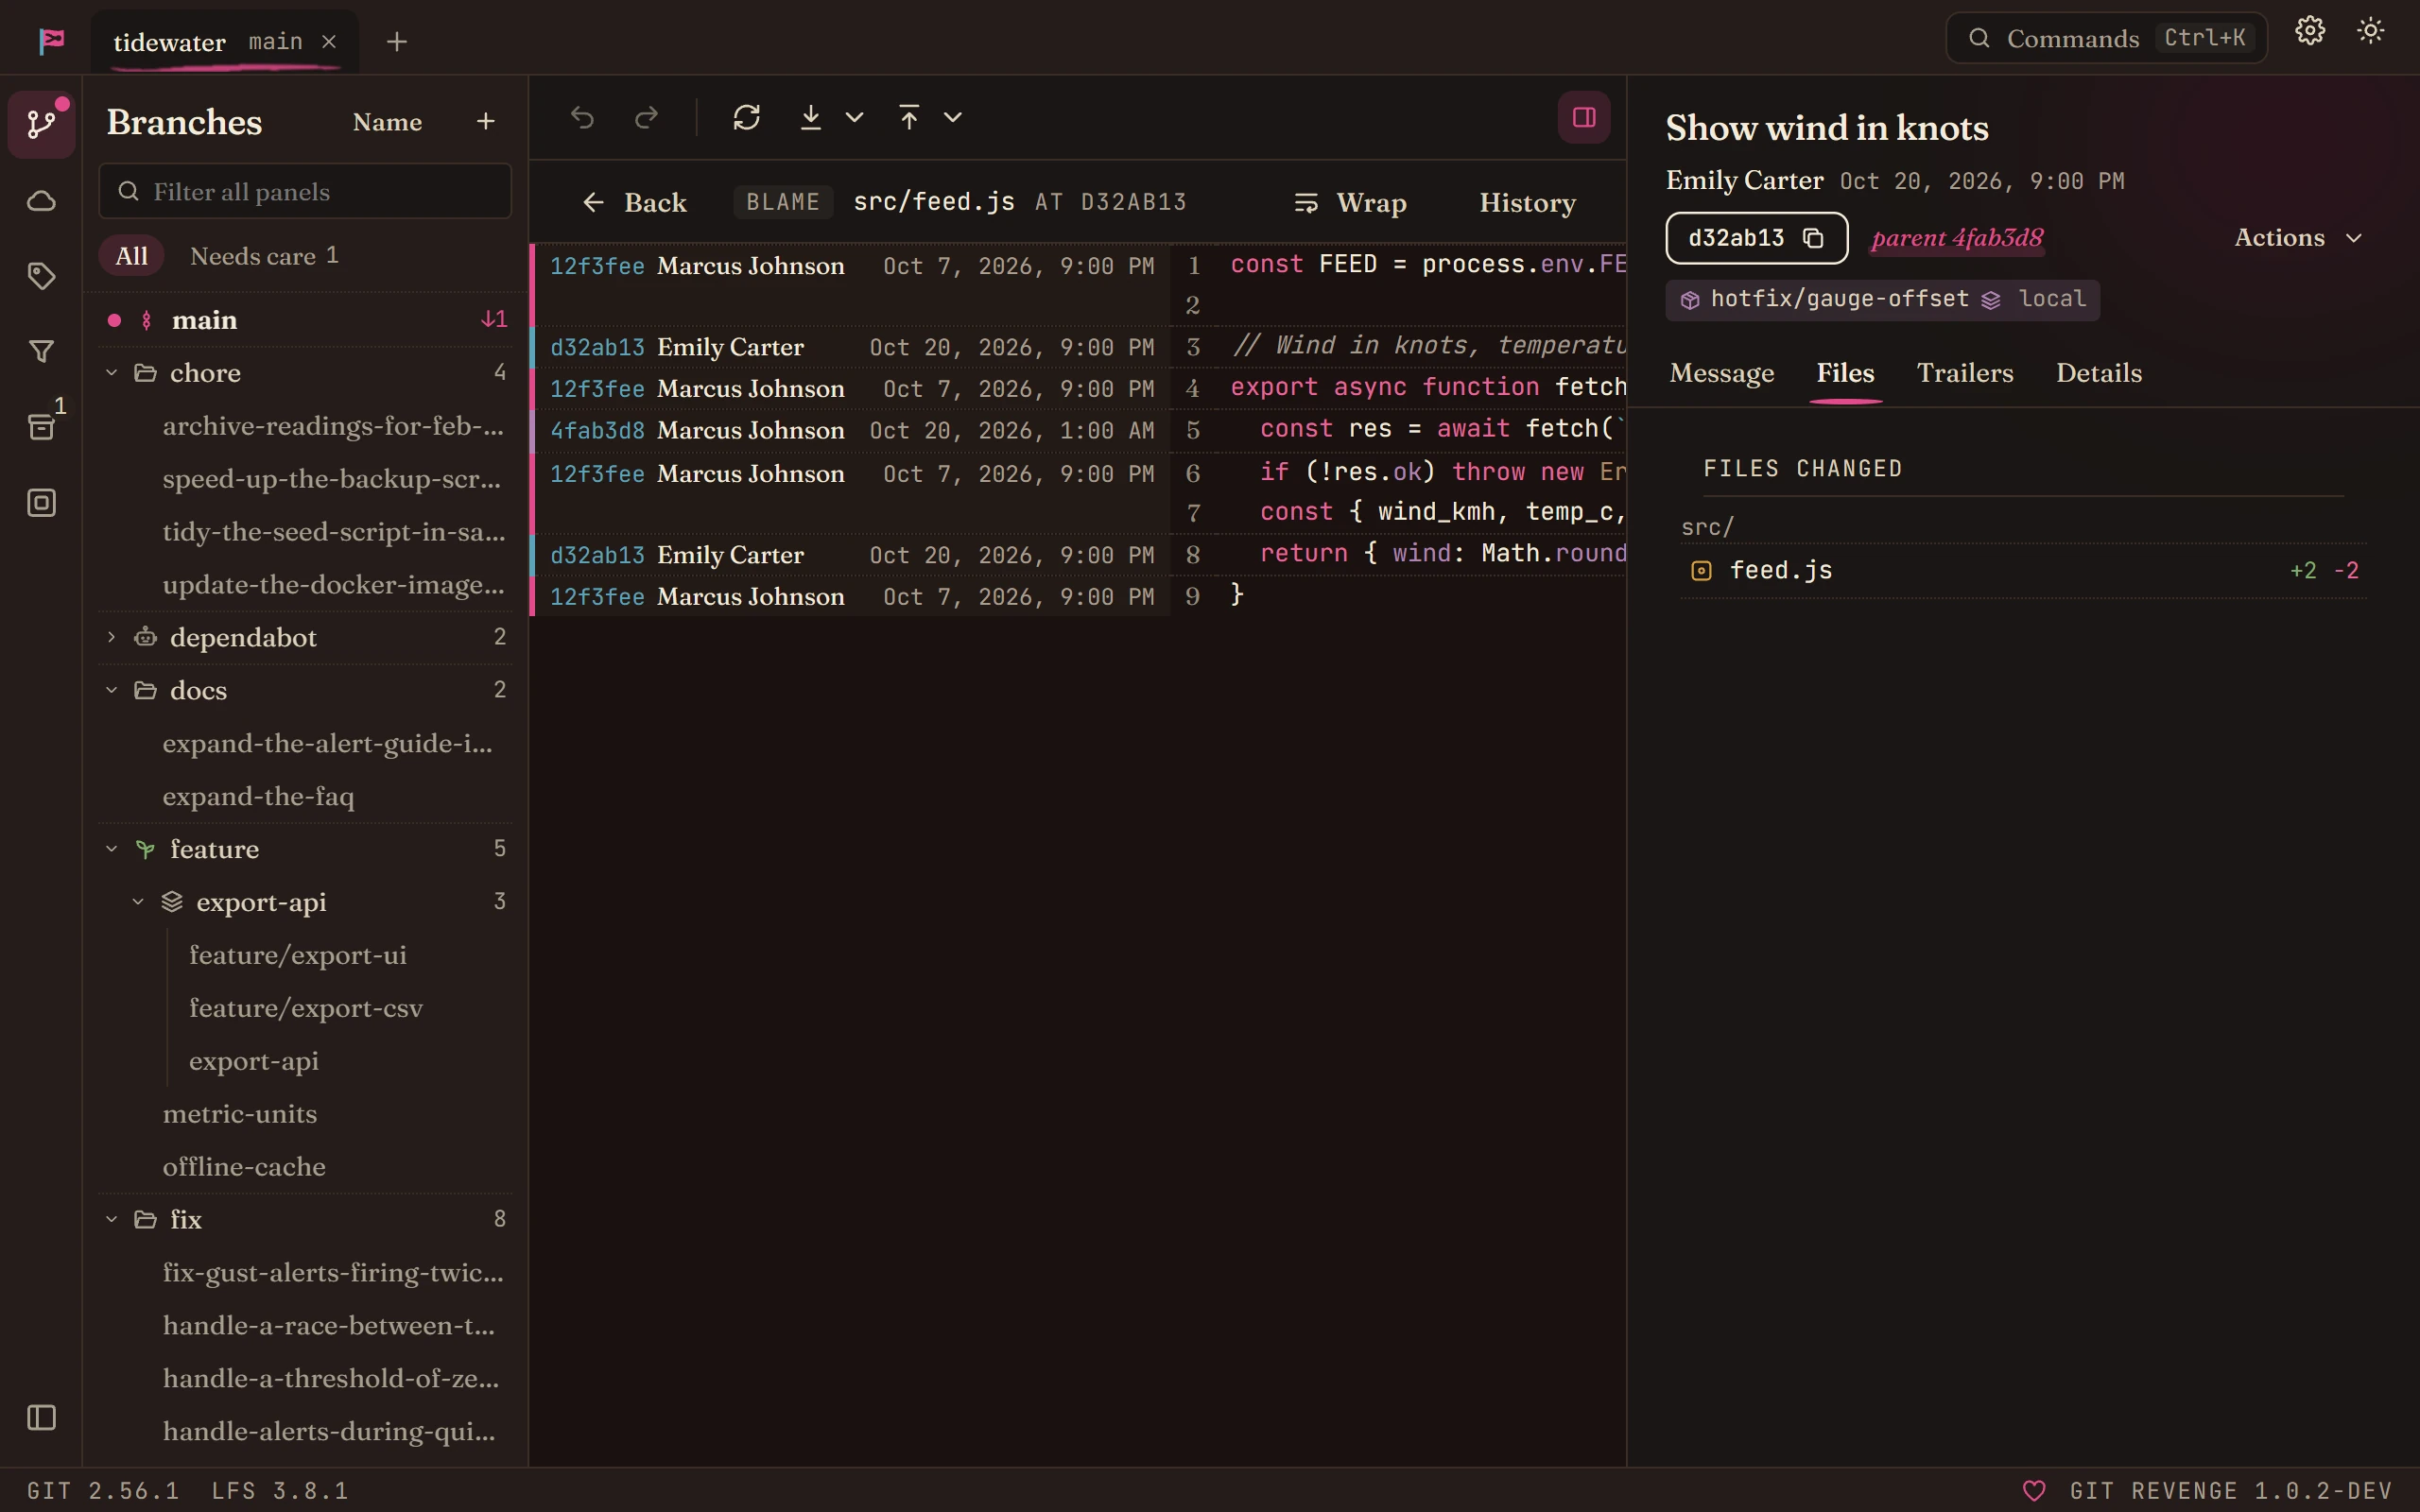 tidewater main
Commands Ctrl+K
Branches Name
Filter all panels
All Needs care 1
main ↓1
chore 4
archive-readings-for-feb-...
speed-up-the-backup-scr...
tidy-the-seed-script-in-sa...
update-the-docker-image...
dependabot 2
docs 2
expand-the-alert-guide-i...
expand-the-faq
feature 5
export-api 3
feature/export-ui
feature/export-csv
export-api
metric-units
offline-cache
fix 8
fix-gust-alerts-firing-twic...
handle-a-race-between-t...
handle-a-threshold-of-ze...
handle-alerts-during-qui...
1
Back BLAME src/feed.js AT D32AB13 Wrap History
12f3fee Marcus Johnson Oct 7, 2026, 9:00 PM 1 const FEED = process.env.FE
2
d32ab13 Emily Carter Oct 20, 2026, 9:00 PM 3 // Wind in knots, temperatu
12f3fee Marcus Johnson Oct 7, 2026, 9:00 PM 4 export async function fetch
4fab3d8 Marcus Johnson Oct 20, 2026, 1:00 AM 5 const res = await fetch(`
12f3fee Marcus Johnson Oct 7, 2026, 9:00 PM 6 if (!res.ok) throw new Er
7 const { wind_kmh, temp_c,
d32ab13 Emily Carter Oct 20, 2026, 9:00 PM 8 return { wind: Math.round
12f3fee Marcus Johnson Oct 7, 2026, 9:00 PM 9 }
Show wind in knots
Emily Carter Oct 20, 2026, 9:00 PM
d32ab13 parent 4fab3d8 Actions
hotfix/gauge-offset local
Message Files Trailers Details
FILES CHANGED
src/
feed.js +2 -2
GIT 2.56.1 LFS 3.8.1
GIT REVENGE 1.0.2-DEV